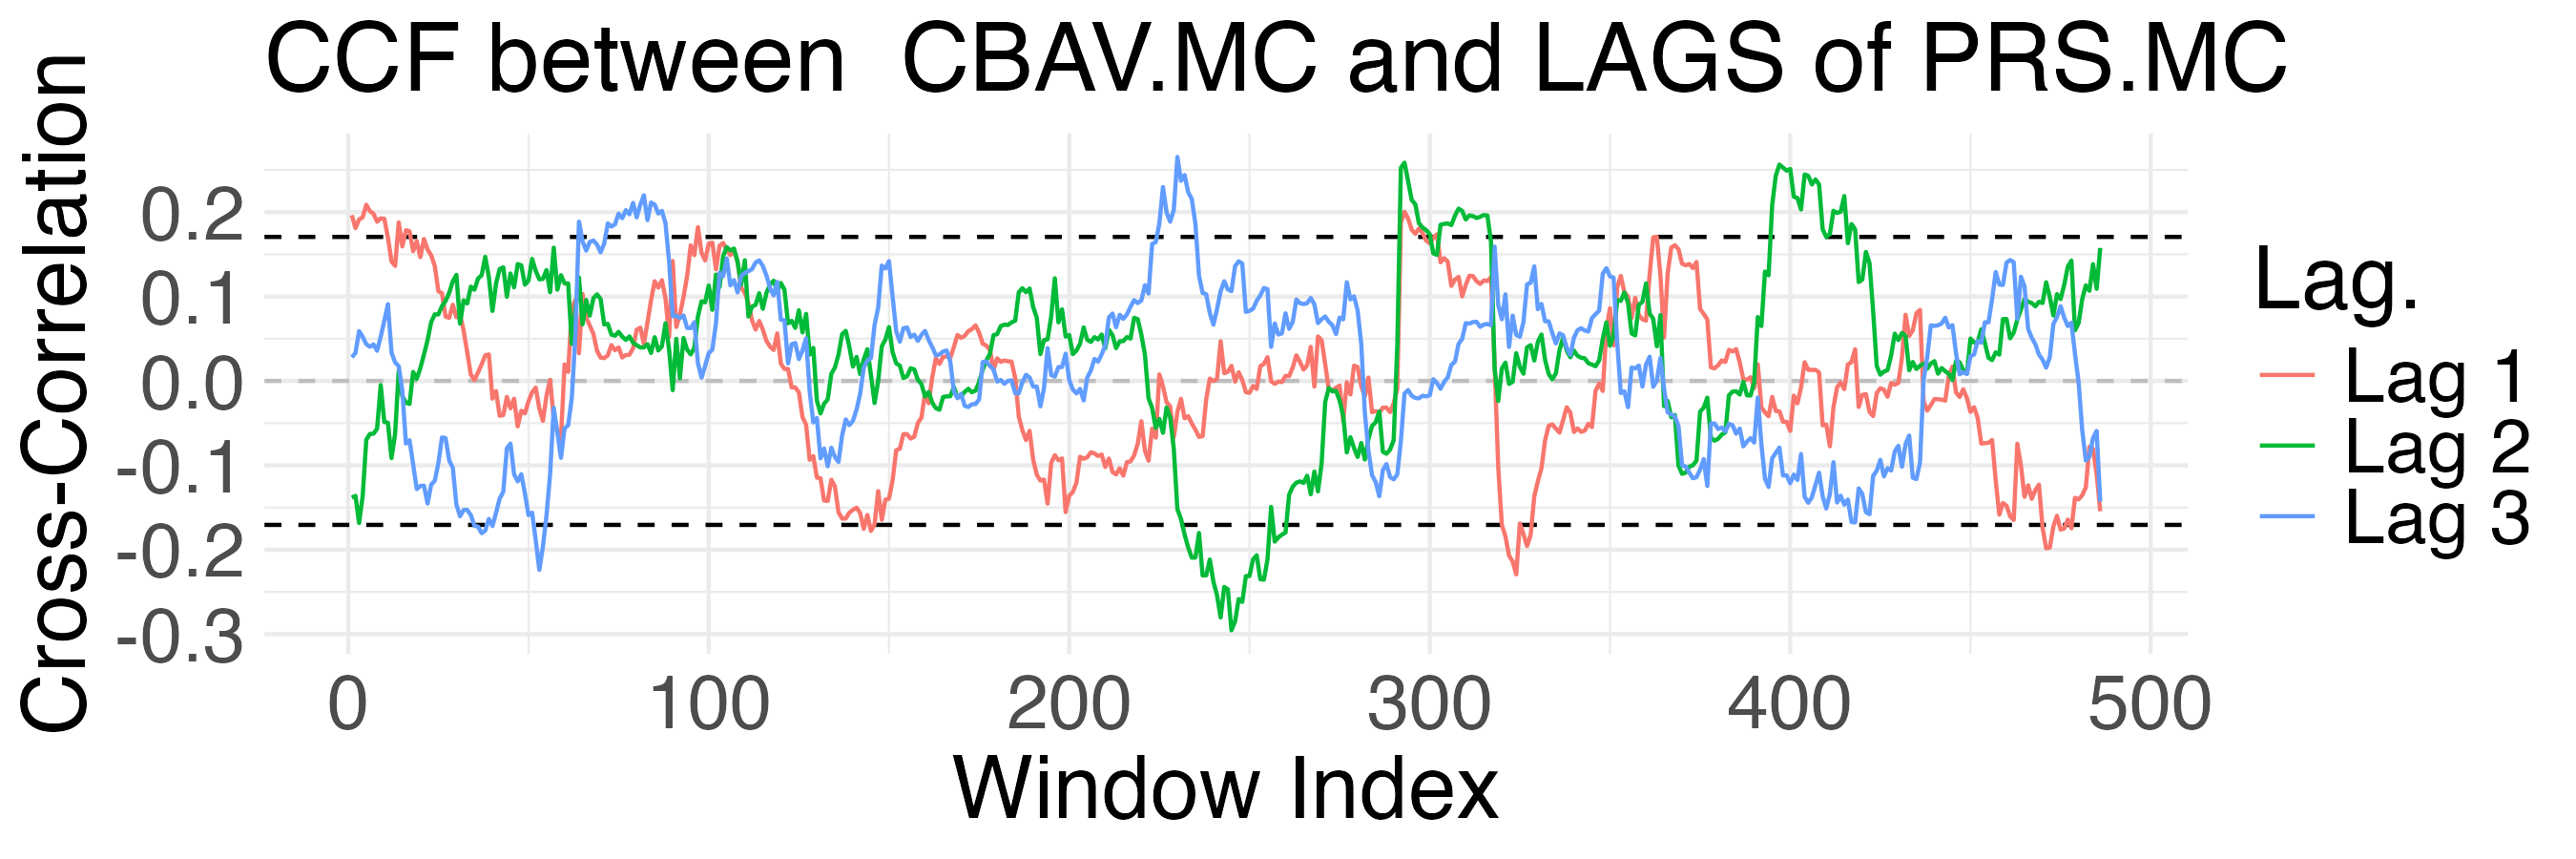 CCF between  CBAV.MC and LAGS of PRS.MC
Cross-Correlation
0.2
0.1
0.0
-0.1
-0.2
-0.3
0 100 200 300 400 500
Window Index
Lag.
Lag 1
Lag 2
Lag 3